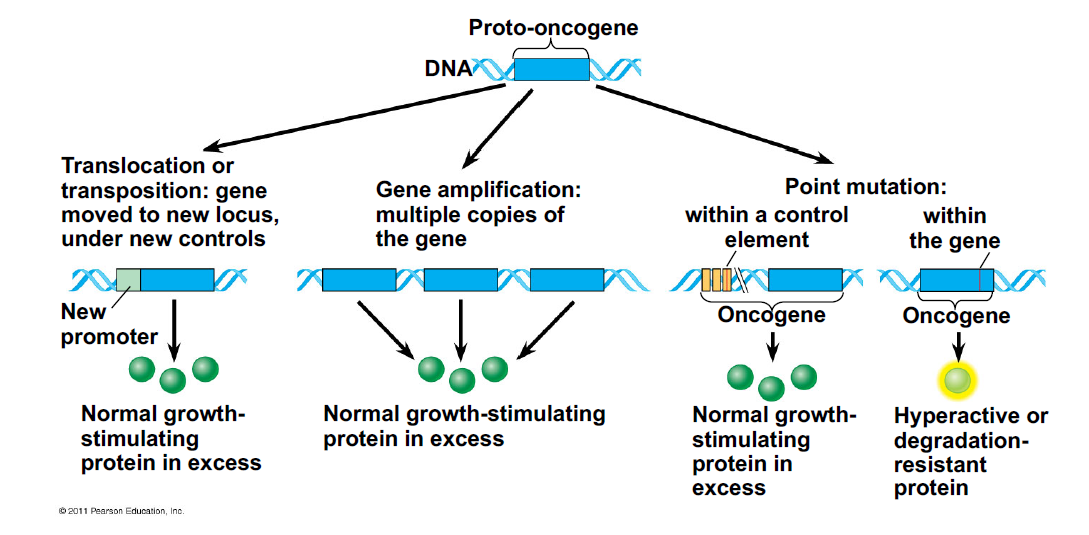 Proto-oncogene
DNA
Translocation or
transposition: gene
moved to new locus,
under new controls
New
promoter
Normal growth-
stimulating
protein in excess
Gene amplification:
multiple copies of
the gene
Normal growth-stimulating
protein in excess
Point mutation:
within a control
element
Oncogene
Normal growth-
stimulating
protein in
excess
within
the gene
Oncogene
Hyperactive or
degradation-
resistant
protein
© 2011 Pearson Education, Inc.